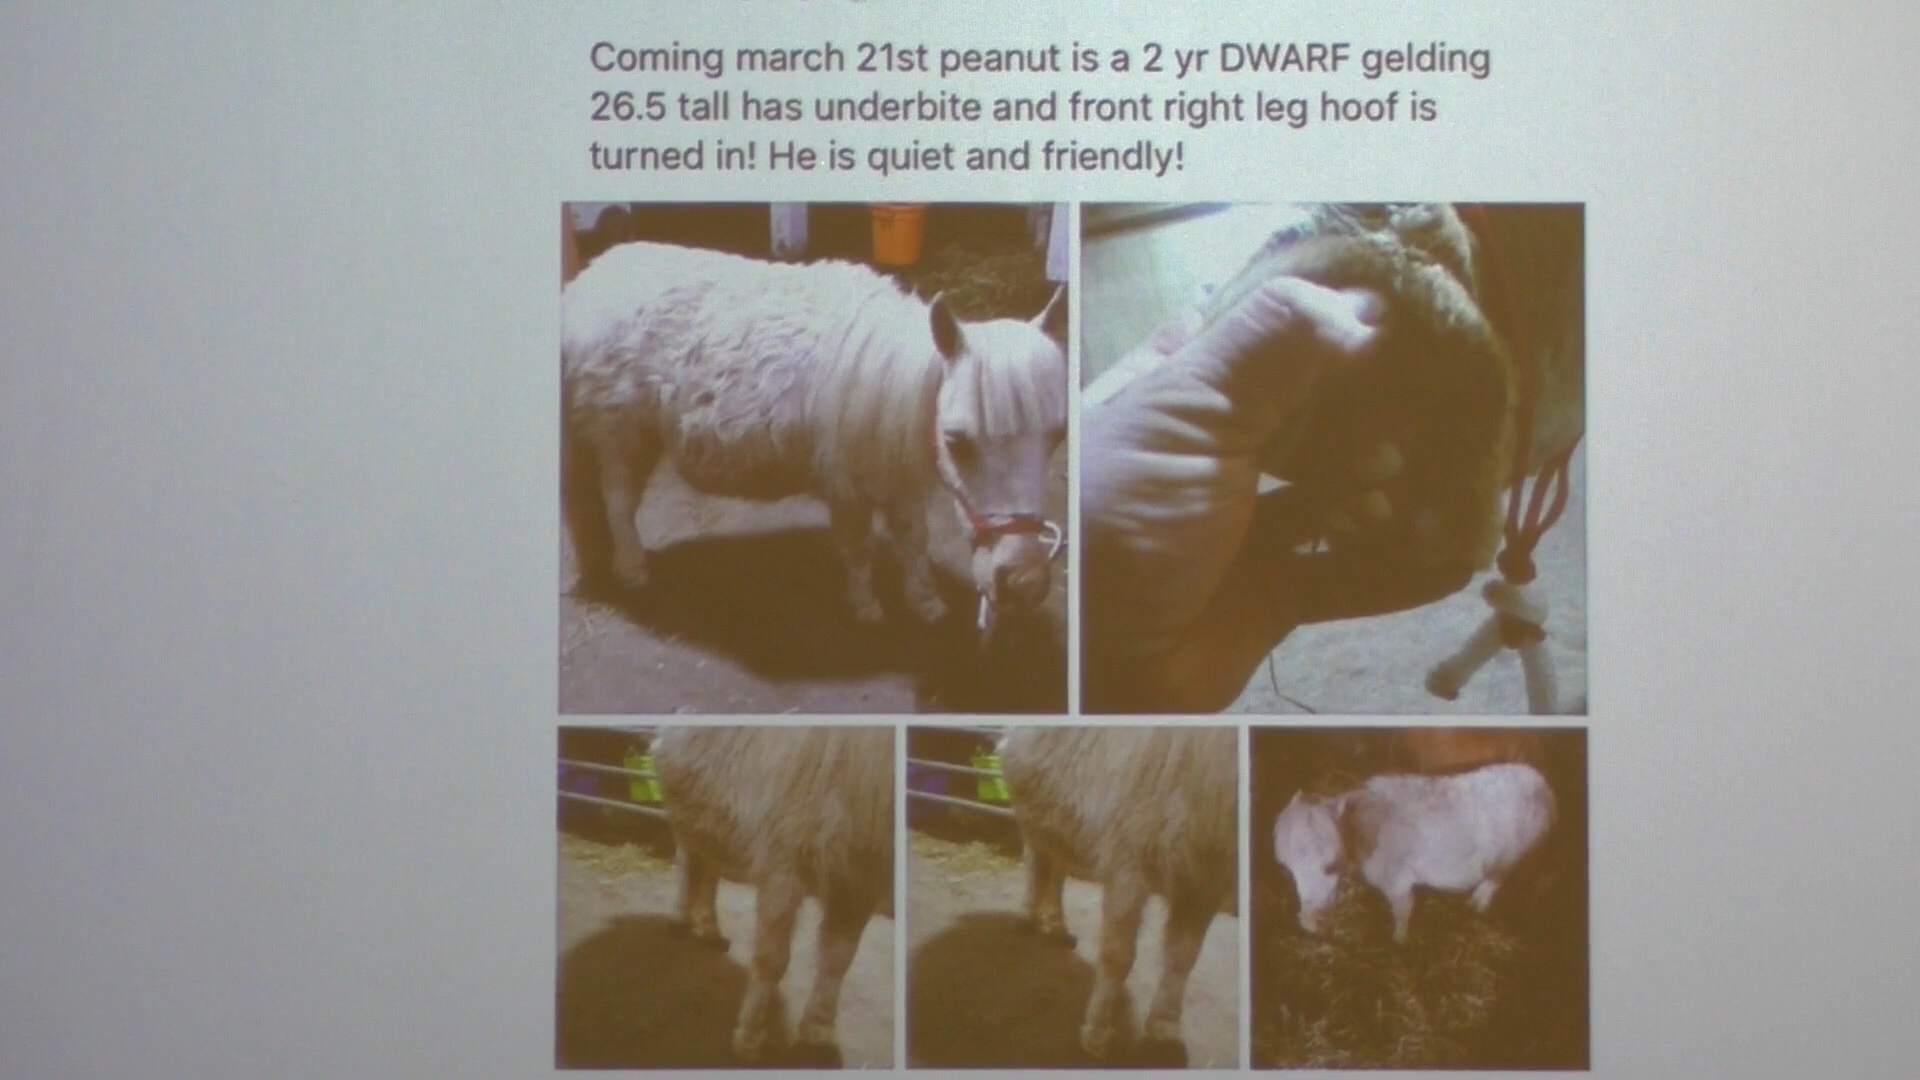 Coming march 21st peanut is a 2 yr DWARF gelding
26.5 tall has underbite and front right leg hoof is
turned in! He is quiet and friendly!